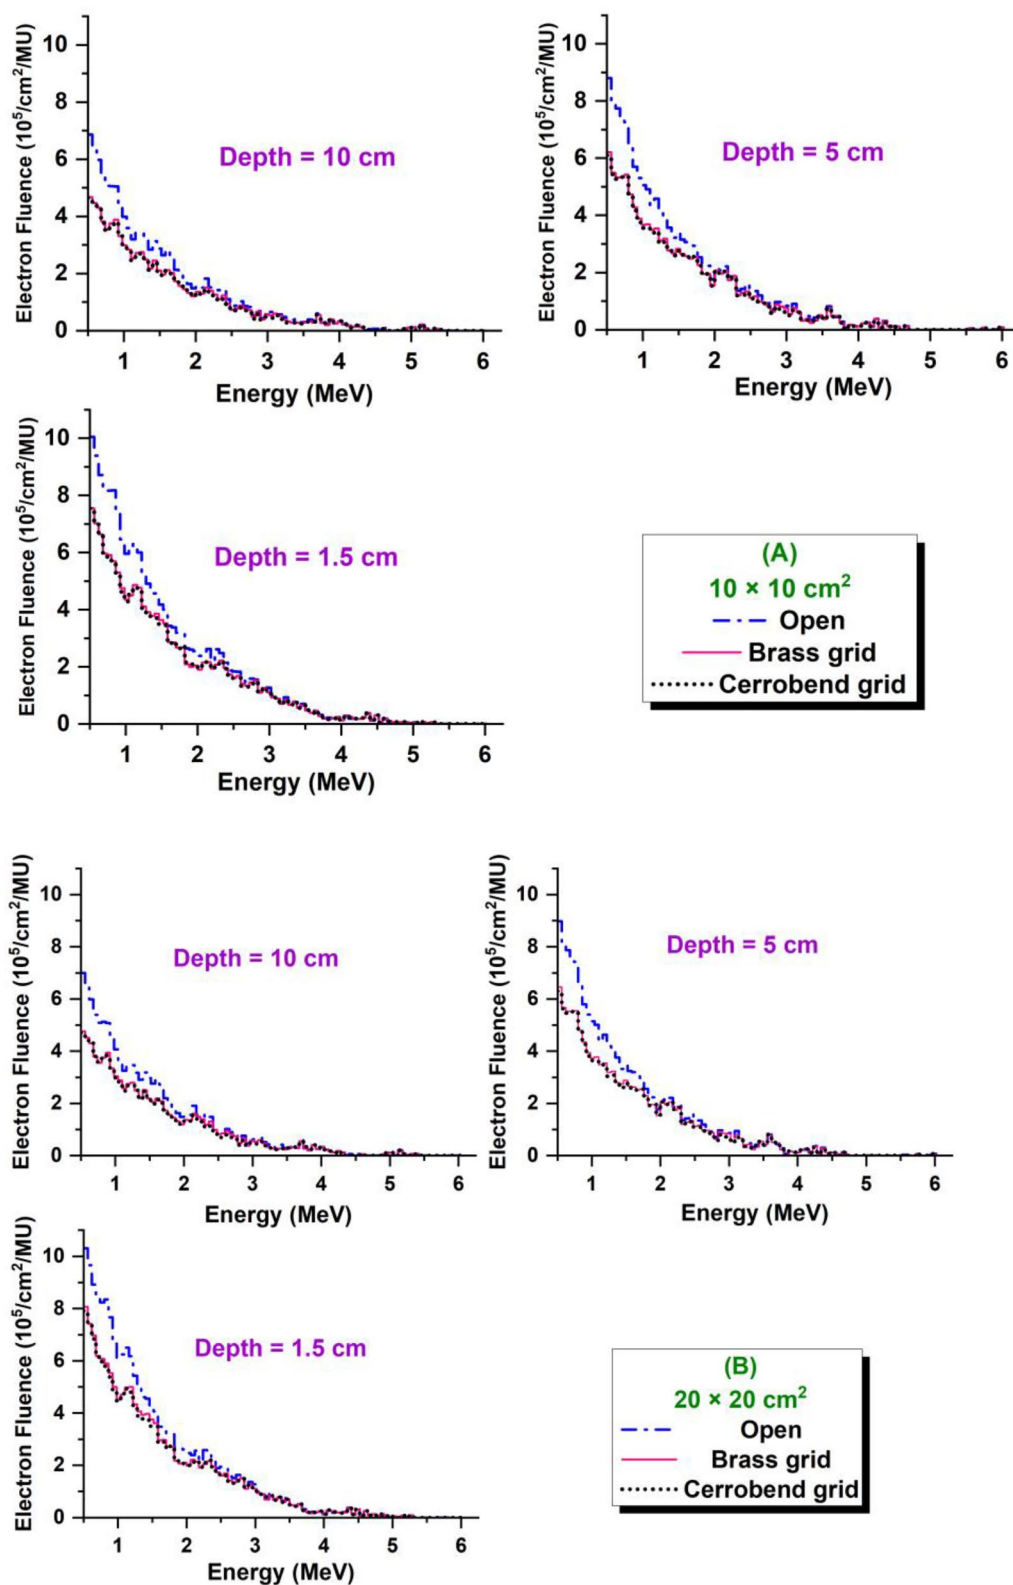 Electron Fluence (10⁵/cm²/MU)
10
8
6
4
2
0
Depth = 10 cm
1 2 3 4 5 6
Energy (MeV)
Electron Fluence (10⁵/cm²/MU)
10
8
6
4
2
0
Depth = 5 cm
1 2 3 4 5 6
Energy (MeV)
Electron Fluence (10⁵/cm²/MU)
10
8
6
4
2
0
Depth = 1.5 cm
1 2 3 4 5 6
Energy (MeV)
(A)
10 × 10 cm²
Open
Brass grid
Cerrobend grid
Electron Fluence (10⁵/cm²/MU)
10
8
6
4
2
0
Depth = 10 cm
1 2 3 4 5 6
Energy (MeV)
Electron Fluence (10⁵/cm²/MU)
10
8
6
4
2
0
Depth = 5 cm
1 2 3 4 5 6
Energy (MeV)
Electron Fluence (10⁵/cm²/MU)
10
8
6
4
2
0
Depth = 1.5 cm
1 2 3 4 5 6
Energy (MeV)
(B)
20 × 20 cm²
Open
Brass grid
Cerrobend grid